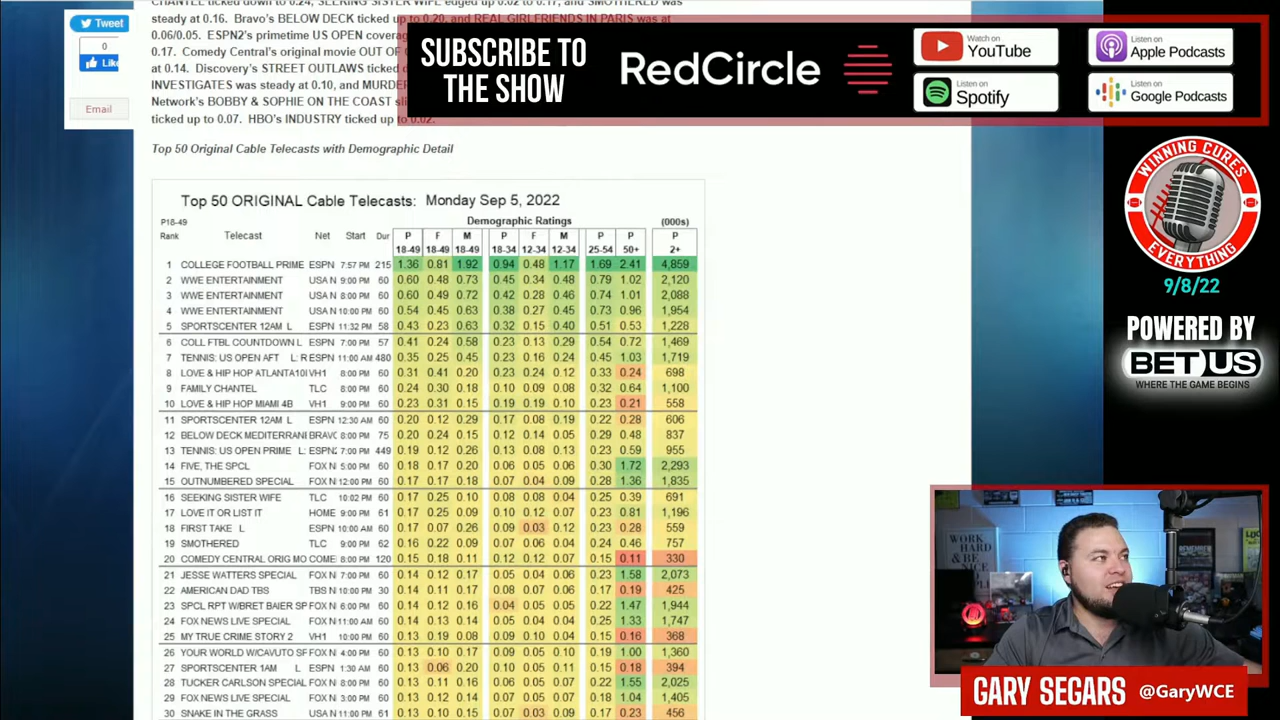 CHANTEL ticked down to 0.24, SEEKING SISTER WIFE edged up 0.02 to 0.17, and SMOTHERED was
steady at 0.16. Bravo's BELOW DECK ticked up to 0.20, and REAL GIRLFRIENDS IN PARIS was at
0.06/0.05. ESPN2's primetime US OPEN coverag
0.17. Comedy Central's original movie OUT OF
at 0.14. Discovery's STREET OUTLAWS ticked
INVESTIGATES was steady at 0.10, and MURDER
Network's BOBBY & SOPHIE ON THE COAST sli
ticked up to 0.07. HBO's INDUSTRY ticked up to 0.02.
Tweet
0
Like
Email
SUBSCRIBE TO
THE SHOW
RedCircle
Watch on
YouTube
Listen on
Apple Podcasts
Listen on
Spotify
Listen on
Google Podcasts
Top 50 Original Cable Telecasts with Demographic Detail
Top 50 ORIGINAL Cable Telecasts: Monday Sep 5, 2022
P18-49 Demographic Ratings (000s)
Rank Telecast Net Start Dur P 18-49 F 18-49 M 18-49 P 18-34 F 12-34 M 12-34 P 25-54 P 50+ P 2+
1 COLLEGE FOOTBALL PRIME ESPN 7:57 PM 215 1.36 0.81 1.92 0.94 0.48 1.17 1.69 2.41 4,859
2 WWE ENTERTAINMENT USA N 9:00 PM 60 0.60 0.48 0.73 0.45 0.34 0.48 0.79 1.02 2,120
3 WWE ENTERTAINMENT USA N 8:00 PM 60 0.60 0.49 0.72 0.42 0.28 0.46 0.74 1.01 2,088
4 WWE ENTERTAINMENT USA N 10:00 PM 60 0.54 0.45 0.63 0.38 0.27 0.45 0.73 0.96 1,954
5 SPORTSCENTER 12AM L ESPN 11:32 PM 58 0.43 0.23 0.63 0.32 0.15 0.40 0.51 0.53 1,228
6 COLL FTBL COUNTDOWN L ESPN 7:00 PM 57 0.41 0.24 0.58 0.23 0.13 0.29 0.54 0.72 1,469
7 TENNIS: US OPEN AFT L: R ESPN 11:00 AM 480 0.35 0.25 0.45 0.23 0.16 0.24 0.45 1.03 1,719
8 LOVE & HIP HOP ATLANTA10I VH1 8:00 PM 60 0.31 0.41 0.20 0.23 0.24 0.12 0.33 0.24 698
9 FAMILY CHANTEL TLC 8:00 PM 60 0.24 0.30 0.18 0.10 0.09 0.08 0.32 0.64 1,100
10 LOVE & HIP HOP MIAMI 4B VH1 9:00 PM 60 0.23 0.31 0.15 0.19 0.19 0.10 0.23 0.21 558
11 SPORTSCENTER 12AM L ESPN 12:30 AM 60 0.20 0.12 0.29 0.17 0.08 0.19 0.22 0.28 606
12 BELOW DECK MEDITERRANI BRAVO 8:00 PM 75 0.20 0.24 0.15 0.12 0.14 0.05 0.29 0.48 837
13 TENNIS: US OPEN PRIME L: ESPN2 7:00 PM 449 0.19 0.12 0.26 0.13 0.08 0.13 0.23 0.59 955
14 FIVE, THE SPCL FOX N 5:00 PM 60 0.18 0.17 0.20 0.06 0.05 0.06 0.30 1.72 2,293
15 OUTNUMBERED SPECIAL FOX N 12:00 PM 60 0.17 0.17 0.18 0.07 0.04 0.09 0.28 1.36 1,835
16 SEEKING SISTER WIFE TLC 10:02 PM 60 0.17 0.25 0.10 0.08 0.08 0.04 0.25 0.39 691
17 LOVE IT OR LIST IT HOME 9:00 PM 61 0.17 0.25 0.09 0.10 0.12 0.07 0.23 0.81 1,196
18 FIRST TAKE L ESPN 10:00 AM 60 0.17 0.07 0.26 0.09 0.03 0.12 0.23 0.28 559
19 SMOTHERED TLC 9:00 PM 62 0.16 0.22 0.09 0.07 0.06 0.04 0.24 0.46 757
20 COMEDY CENTRAL ORIG MO COME 8:00 PM 120 0.15 0.18 0.11 0.12 0.12 0.07 0.15 0.11 330
21 JESSE WATTERS SPECIAL FOX N 7:00 PM 60 0.14 0.12 0.17 0.05 0.04 0.06 0.23 1.58 2,073
22 AMERICAN DAD TBS TBS N 10:00 PM 30 0.14 0.11 0.17 0.08 0.07 0.06 0.17 0.19 425
23 SPCL RPT W/BRET BAIER SP FOX N 6:00 PM 60 0.14 0.12 0.16 0.04 0.05 0.05 0.22 1.47 1,944
24 FOX NEWS LIVE SPECIAL FOX N 11:00 AM 60 0.14 0.13 0.14 0.05 0.04 0.05 0.25 1.33 1,747
25 MY TRUE CRIME STORY 2 VH1 10:00 PM 60 0.13 0.19 0.08 0.09 0.10 0.04 0.15 0.16 368
26 YOUR WORLD W/CAVUTO SF FOX N 4:00 PM 60 0.13 0.10 0.17 0.06 0.05 0.10 0.19 1.00 1,360
27 SPORTSCENTER 1AM L ESPN 1:30 AM 60 0.13 0.06 0.20 0.10 0.05 0.11 0.15 0.18 394
28 TUCKER CARLSON SPECIAL FOX N 8:00 PM 60 0.13 0.11 0.16 0.06 0.05 0.07 0.22 1.55 2,025
29 FOX NEWS LIVE SPECIAL FOX N 3:00 PM 60 0.13 0.10 0.16 0.07 0.05 0.07 0.18 1.04 1,405
30 SNAKE IN THE GRASS USA N 11:00 PM 61 0.13 0.10 0.15 0.07 0.03 0.09 0.17 0.23 456
WINNING CURES
EVERYTHING
9/8/22
POWERED BY
BETUS
WHERE THE GAME BEGINS
WORK
HARD
GARY SEGARS @GaryWCE